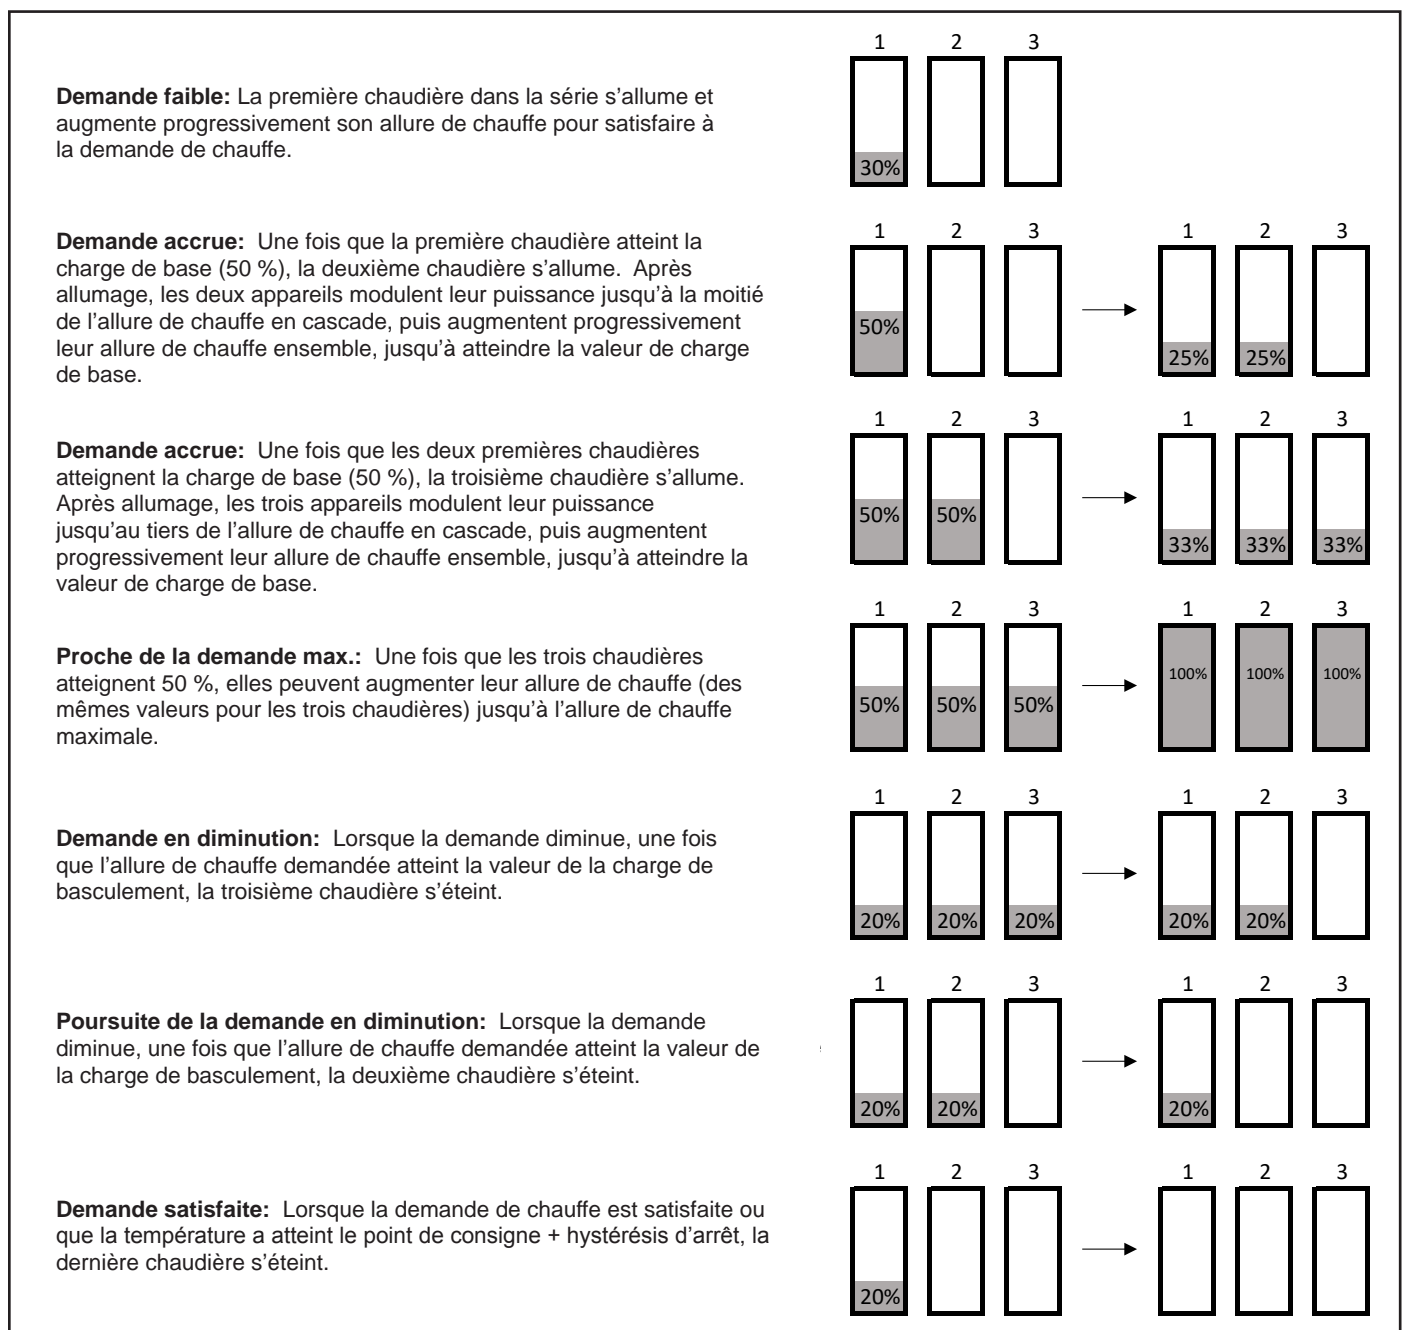 1 2 3
Demande faible: La première chaudière dans la série s'allume et
augmente progressivement son allure de chauffe pour satisfaire à
la demande de chauffe.
30%
1 2 3 1 2 3
Demande accrue: Une fois que la première chaudière atteint la
charge de base (50 %), la deuxième chaudière s'allume. Après
allumage, les deux appareils modulent leur puissance jusqu'à la moitié
de l'allure de chauffe en cascade, puis augmentent progressivement
leur allure de chauffe ensemble, jusqu'à atteindre la valeur de charge
de base.
50% 25% 25%
1 2 3 1 2 3
Demande accrue: Une fois que les deux premières chaudières
atteignent la charge de base (50 %), la troisième chaudière s'allume.
Après allumage, les trois appareils modulent leur puissance
jusqu'au tiers de l'allure de chauffe en cascade, puis augmentent
progressivement leur allure de chauffe ensemble, jusqu'à atteindre la
valeur de charge de base.
50% 50% 33% 33% 33%
1 2 3 1 2 3
Proche de la demande max.: Une fois que les trois chaudières
atteignent 50 %, elles peuvent augmenter leur allure de chauffe (des
mêmes valeurs pour les trois chaudières) jusqu'à l'allure de chauffe
maximale.
50% 50% 50% 100% 100% 100%
1 2 3 1 2 3
Demande en diminution: Lorsque la demande diminue, une fois
que l'allure de chauffe demandée atteint la valeur de la charge de
basculement, la troisième chaudière s'éteint.
20% 20% 20% 20% 20%
1 2 3 1 2 3
Poursuite de la demande en diminution: Lorsque la demande
diminue, une fois que l'allure de chauffe demandée atteint la valeur de
la charge de basculement, la deuxième chaudière s'éteint.
20% 20% 20%
1 2 3 1 2 3
Demande satisfaite: Lorsque la demande de chauffe est satisfaite ou
que la température a atteint le point de consigne + hystérésis d'arrêt, la
dernière chaudière s'éteint.
20%